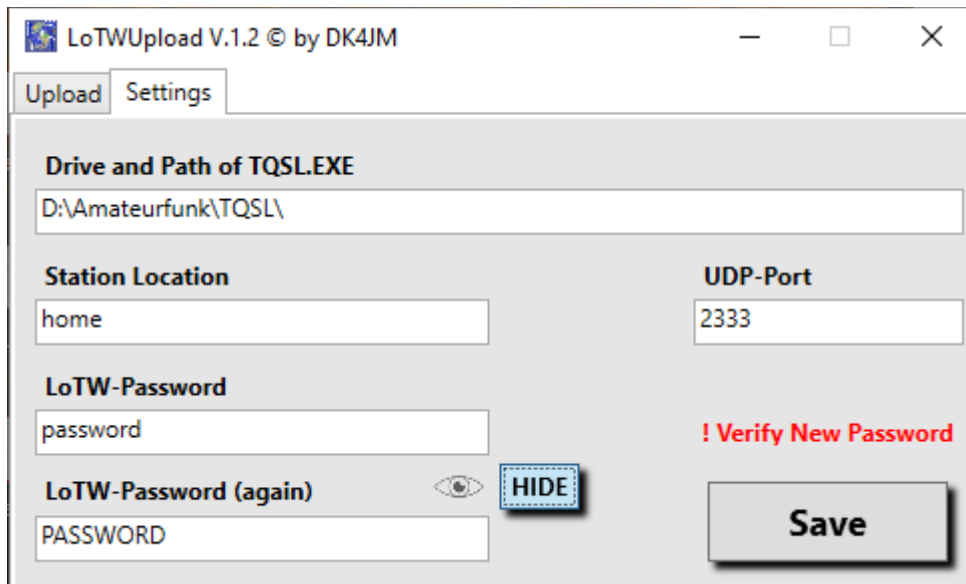 LoTWUpload V.1.2 © by DK4JM
Upload Settings
Drive and Path of TQSL.EXE
D:\Amateurfunk\TQSL\
Station Location UDP-Port
home 2333
LoTW-Password
password ! Verify New Password
LoTW-Password (again) HIDE
PASSWORD Save